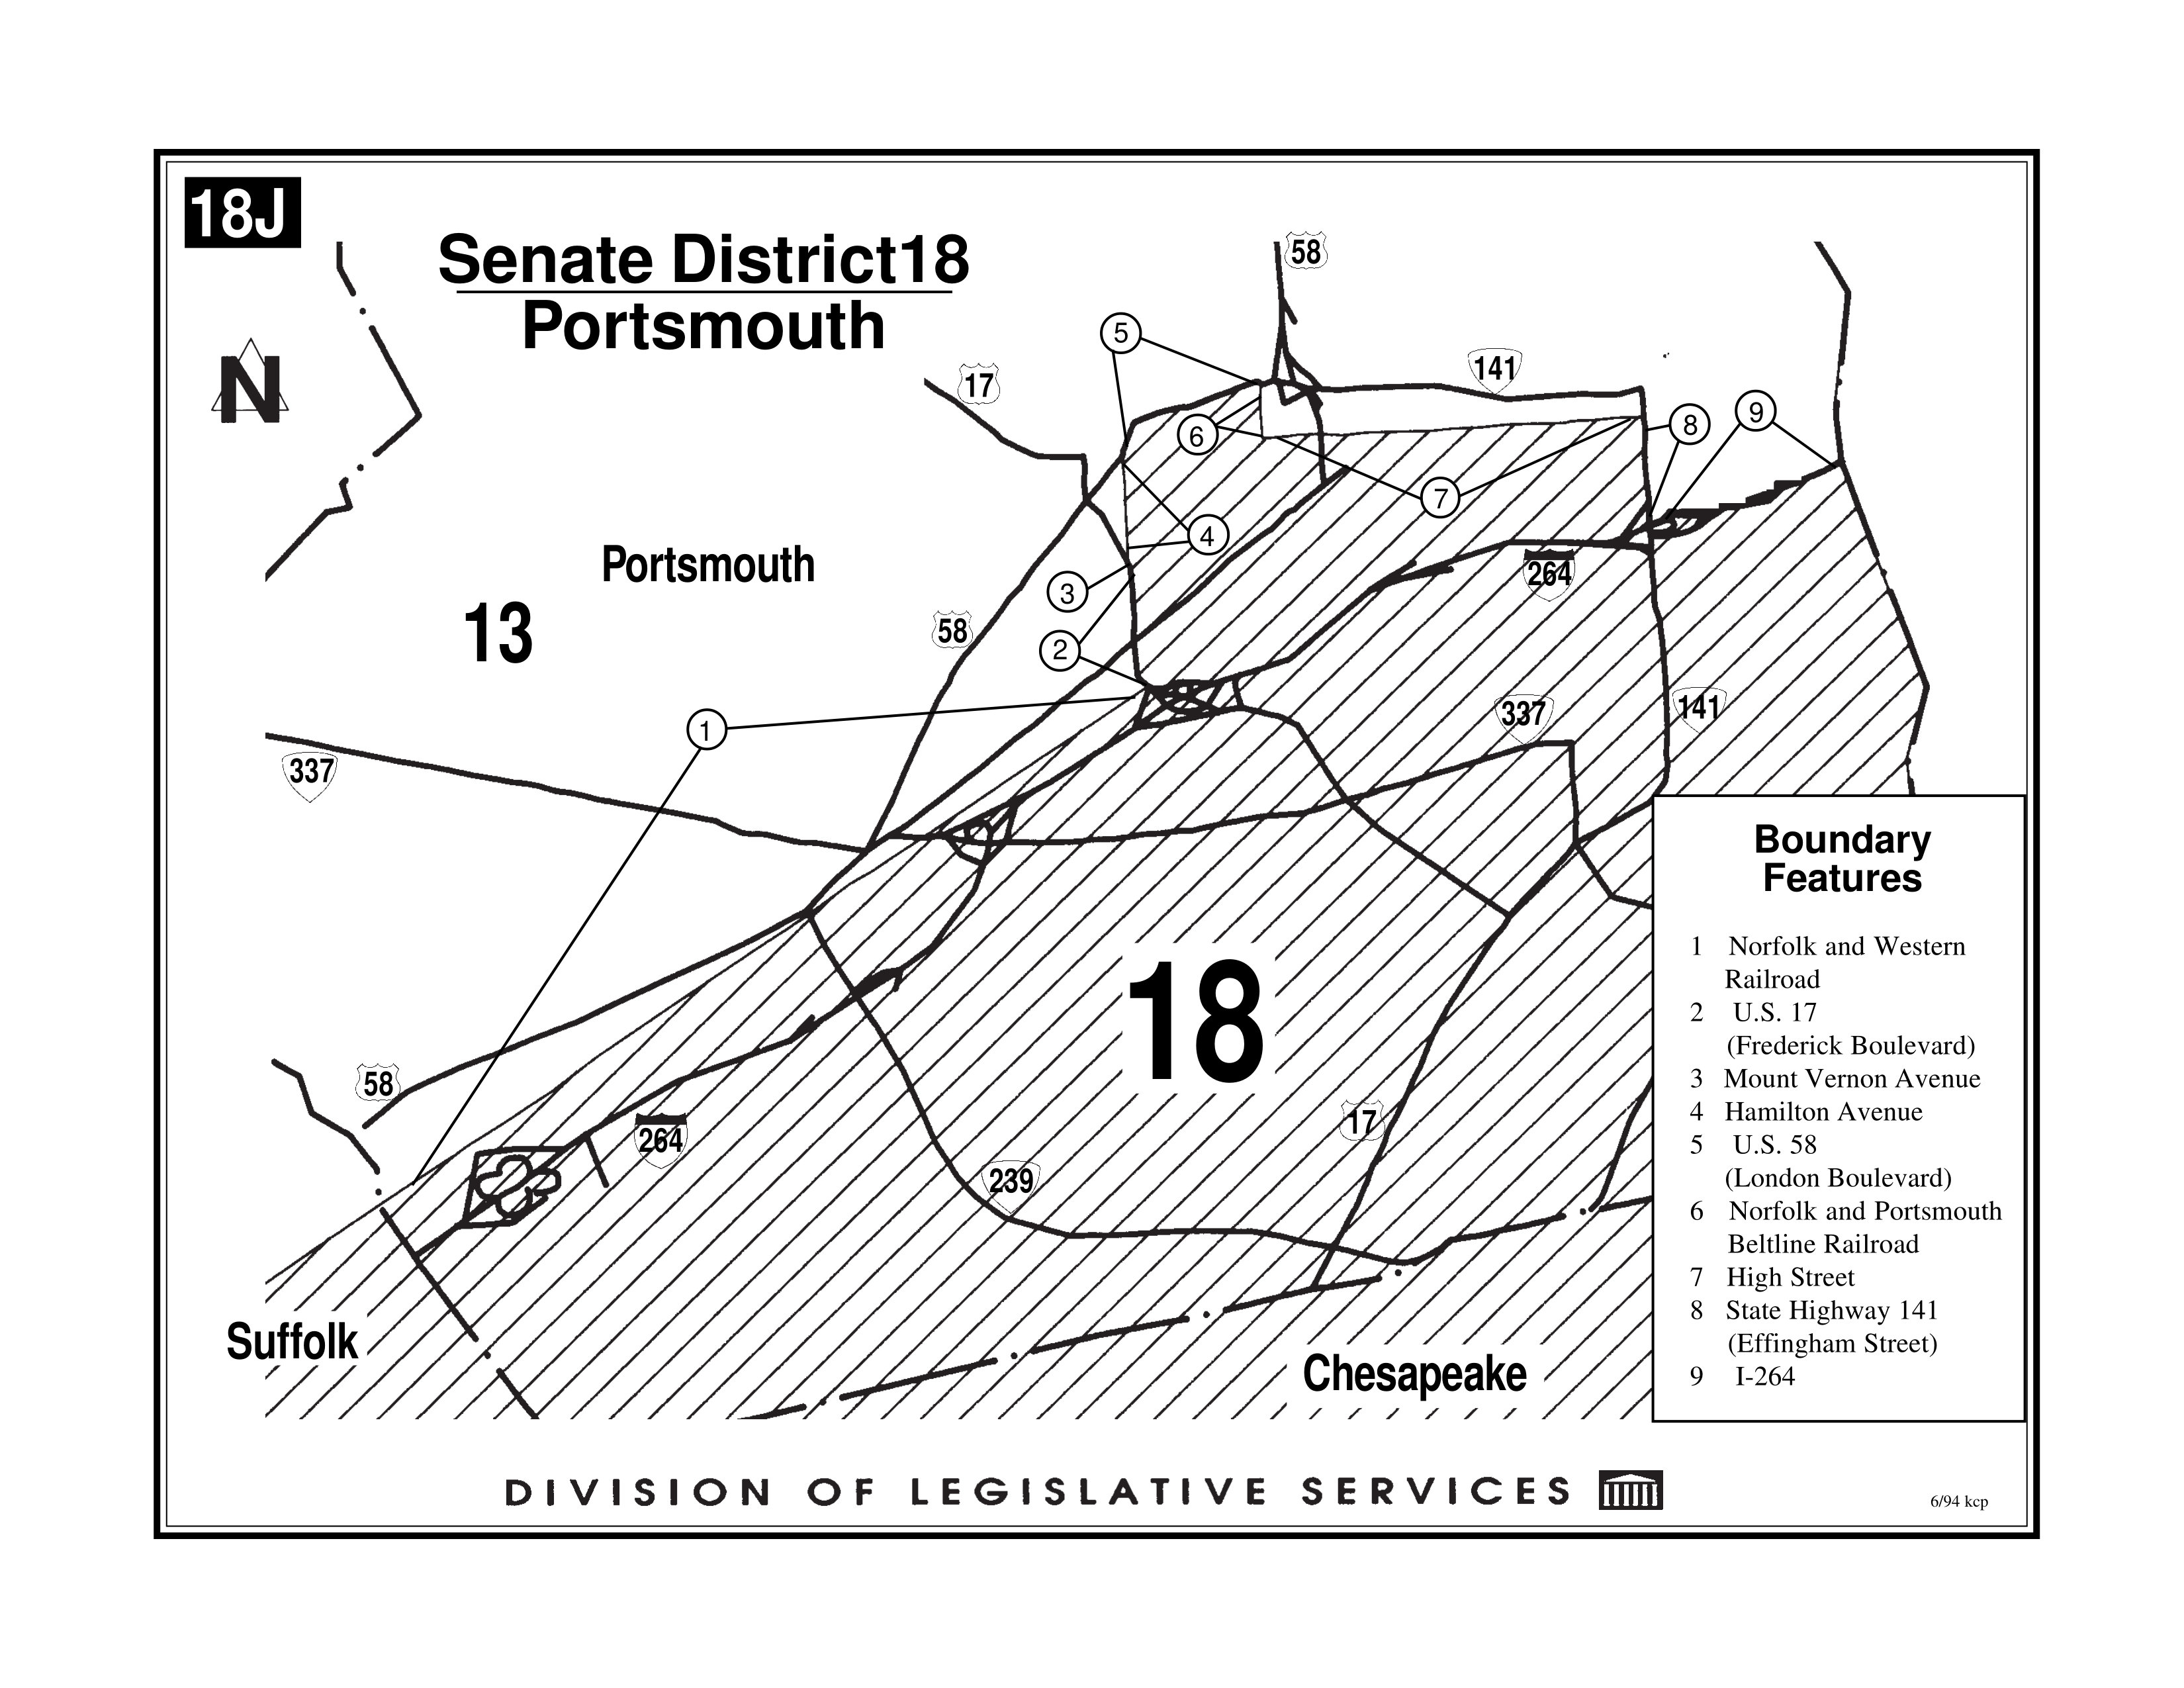 18J
Senate District18
Portsmouth
N
58
17
141
5
6
8
9
7
4
3
2
1
Portsmouth
13
58
264
337
141
337
18
58
264
17
239
Suffolk
Chesapeake
Boundary
Features
1 Norfolk and Western
Railroad
2 U.S. 17
(Frederick Boulevard)
3 Mount Vernon Avenue
4 Hamilton Avenue
5 U.S. 58
(London Boulevard)
6 Norfolk and Portsmouth
Beltline Railroad
7 High Street
8 State Highway 141
(Effingham Street)
9 I-264
DIVISION OF LEGISLATIVE SERVICES
6/94 kcp